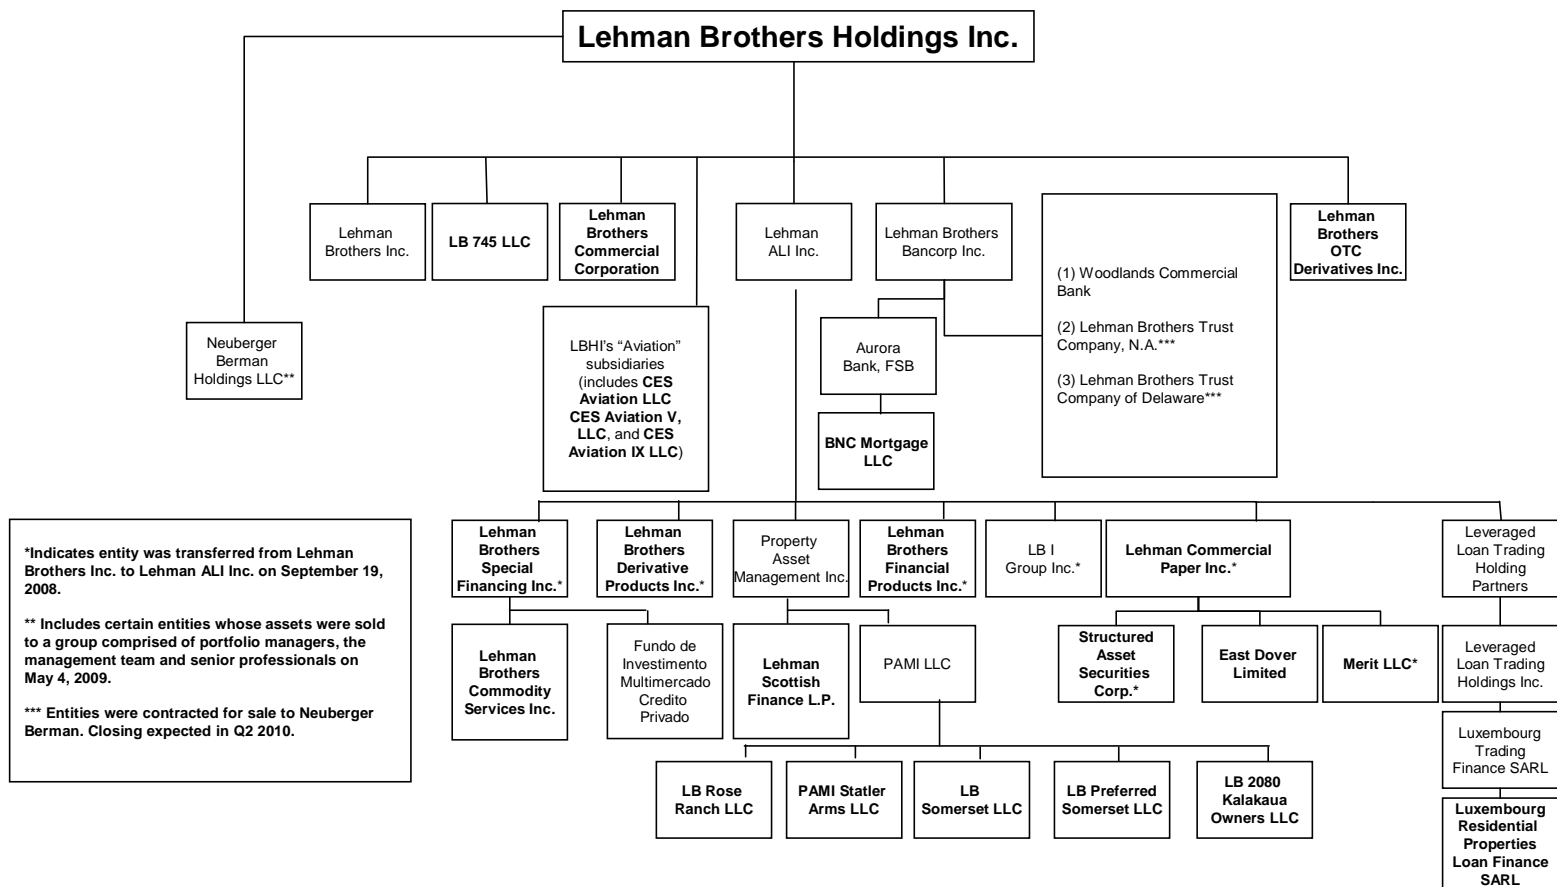 Lehman Brothers Holdings Inc.
Lehman
Brothers Inc.
LB 745 LLC
Lehman
Brothers
Commercial
Corporation
Lehman
ALI Inc.
Lehman Brothers
Bancorp Inc.
(1) Woodlands Commercial
Bank
(2) Lehman Brothers Trust
Company, N.A.***
(3) Lehman Brothers Trust
Company of Delaware***
Lehman
Brothers
OTC
Derivatives Inc.
Neuberger
Berman
Holdings LLC**
LBHI's “Aviation”
subsidiaries
(includes CES
Aviation LLC
CES Aviation V,
LLC, and CES
Aviation IX LLC)
Aurora
Bank, FSB
BNC Mortgage
LLC
*Indicates entity was transferred from Lehman
Brothers Inc. to Lehman ALI Inc. on September 19,
2008.
** Includes certain entities whose assets were sold
to a group comprised of portfolio managers, the
management team and senior professionals on
May 4, 2009.
*** Entities were contracted for sale to Neuberger
Berman. Closing expected in Q2 2010.
Lehman
Brothers
Special
Financing Inc.*
Lehman
Brothers
Derivative
Products Inc.*
Property
Asset
Management Inc.
Lehman
Brothers
Financial
Products Inc.*
LB I
Group Inc.*
Lehman Commercial
Paper Inc.*
Leveraged
Loan Trading
Holding
Partners
Lehman
Brothers
Commodity
Services Inc.
Fundo de
Investimento
Multimercado
Credito
Privado
Lehman
Scottish
Finance L.P.
PAMI LLC
Structured
Asset
Securities
Corp.*
East Dover
Limited
Merit LLC*
Leveraged
Loan Trading
Holdings Inc.
Luxembourg
Trading
Finance SARL
LB Rose
Ranch LLC
PAMI Statler
Arms LLC
LB
Somerset LLC
LB Preferred
Somerset LLC
LB 2080
Kalakaua
Owners LLC
Luxembourg
Residential
Properties
Loan Finance
SARL